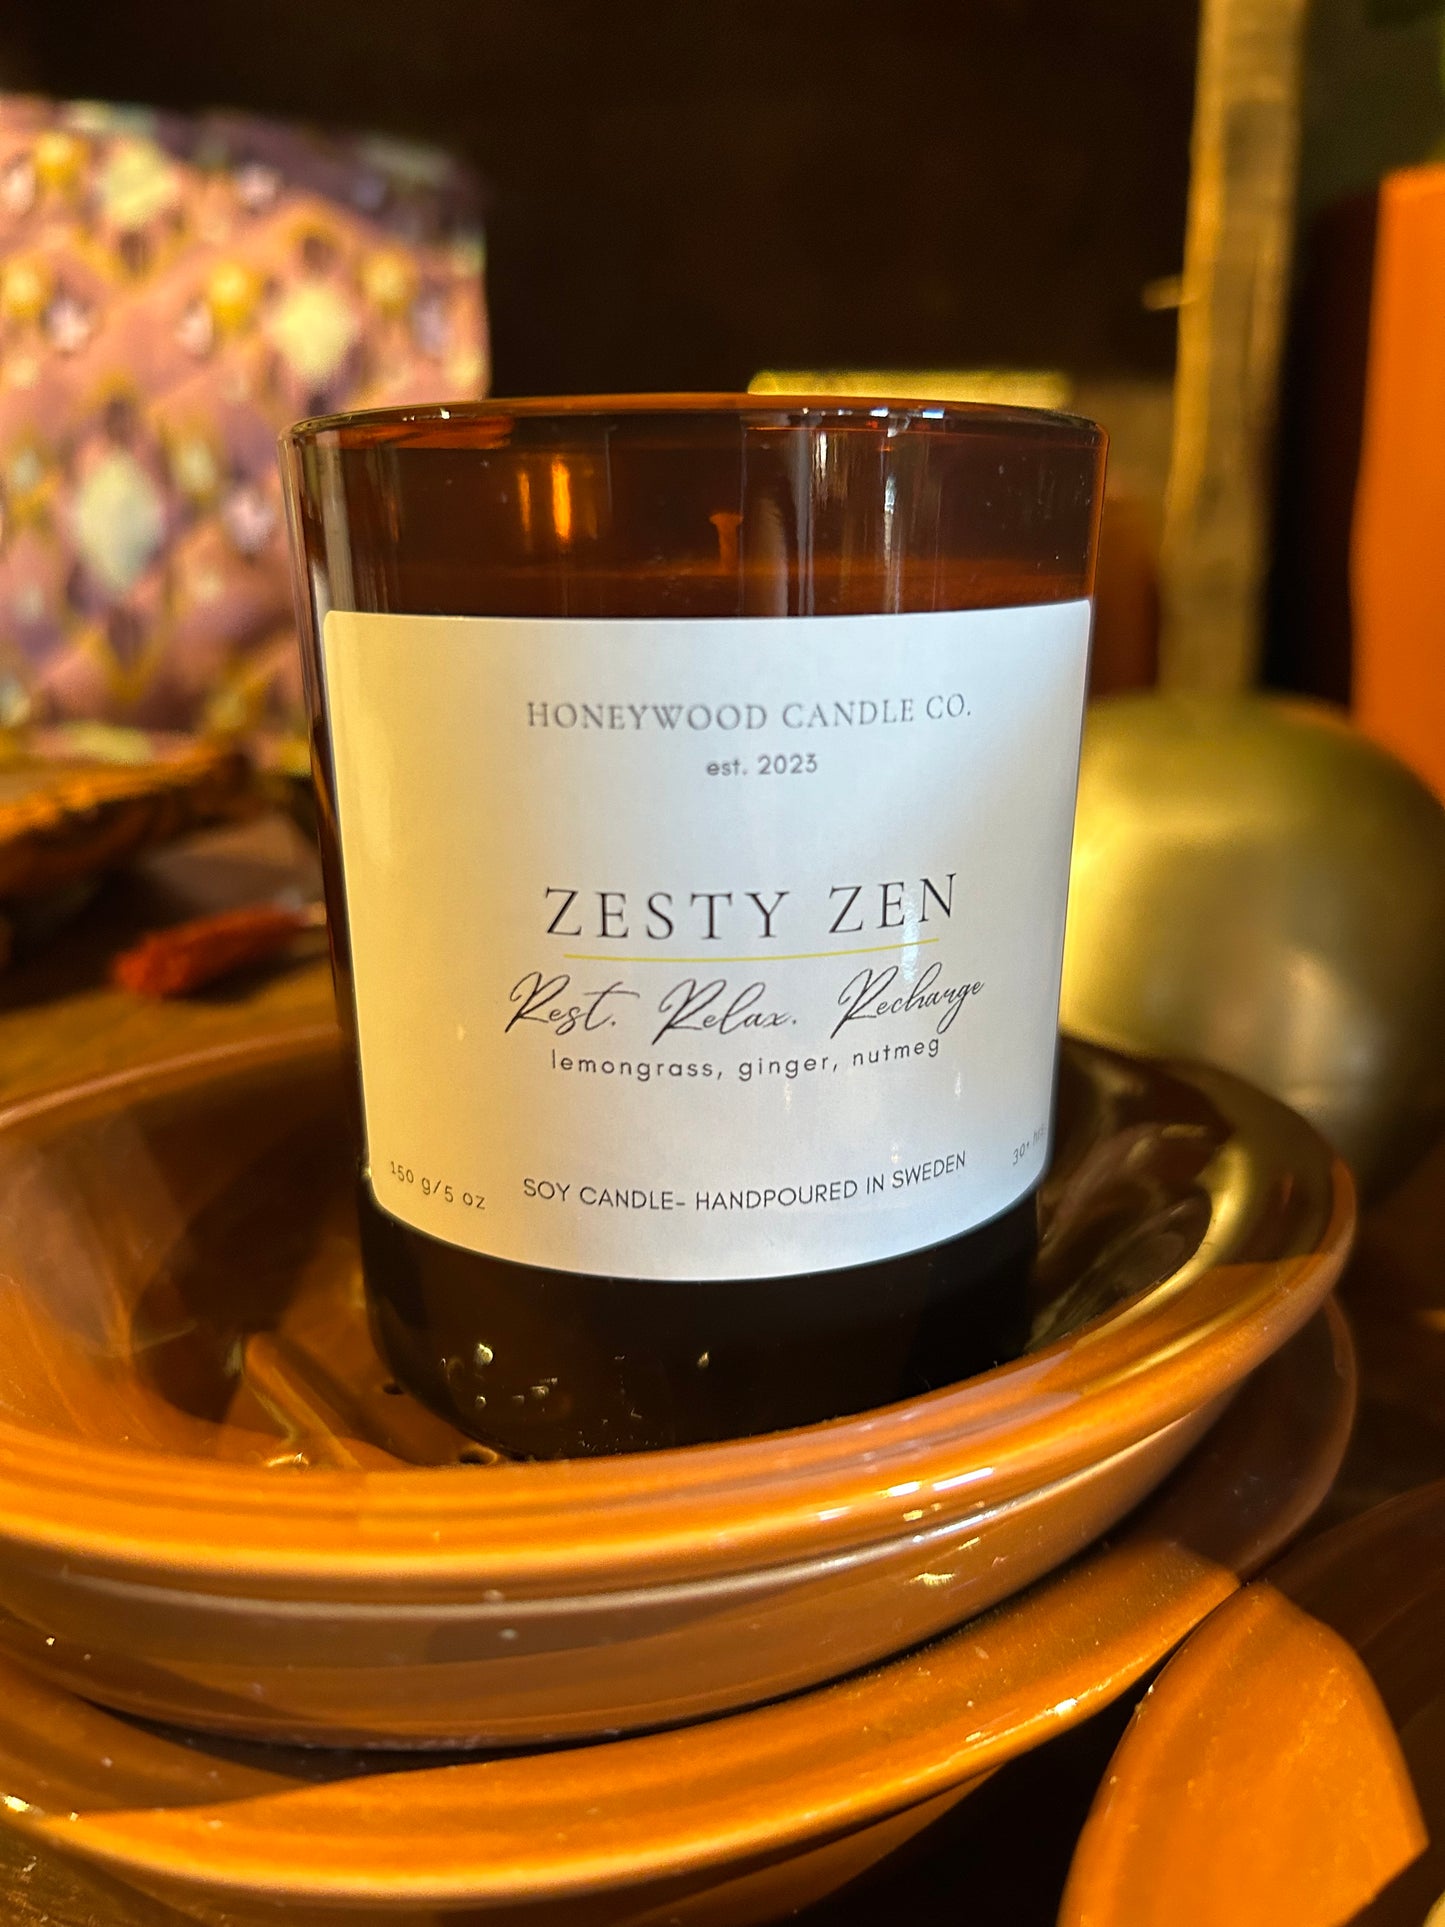 HONEYWOOD CANDLE CO.
est. 2023
ZESTY ZEN
Rest. Relax. Recharge
lemongrass, ginger, nutmeg
150 g/5 oz
SOY CANDLE- HANDPOURED IN SWEDEN
30+